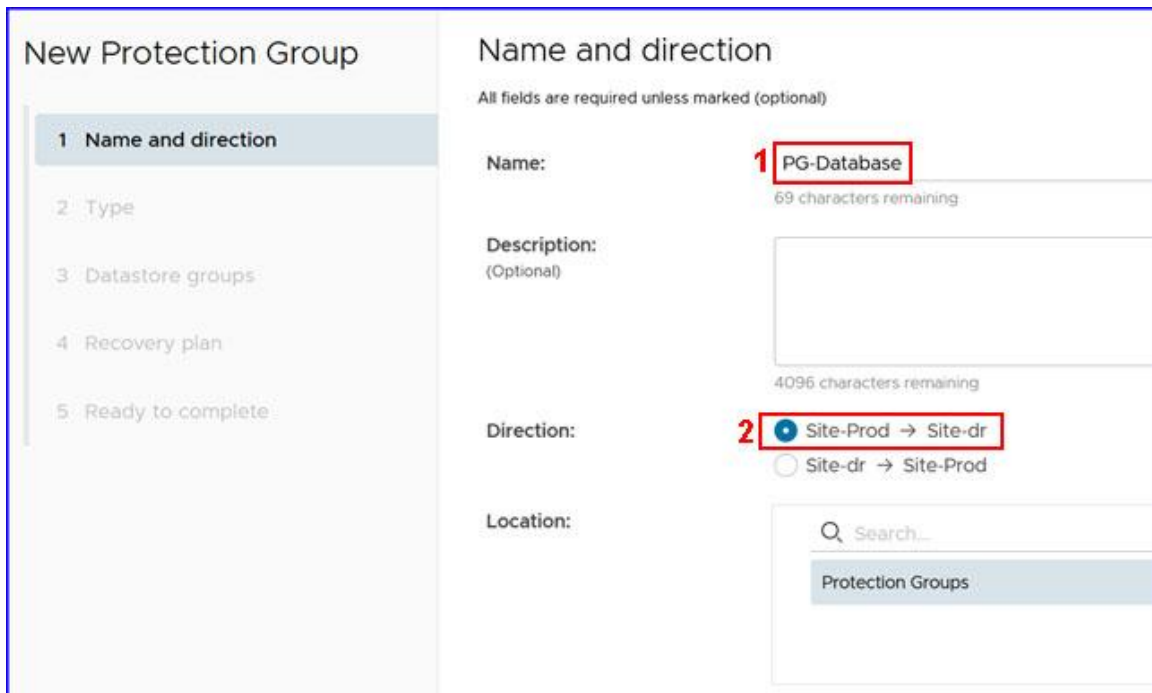 New Protection Group
1 Name and direction
2 Type
3 Datastore groups
4 Recovery plan
5 Ready to complete
Name and direction
All fields are required unless marked (optional)
Name:
1 PG-Database
69 characters remaining
Description:
(Optional)
4096 characters remaining
Direction:
2 Site-Prod → Site-dr
Site-dr → Site-Prod
Location:
Search...
Protection Groups